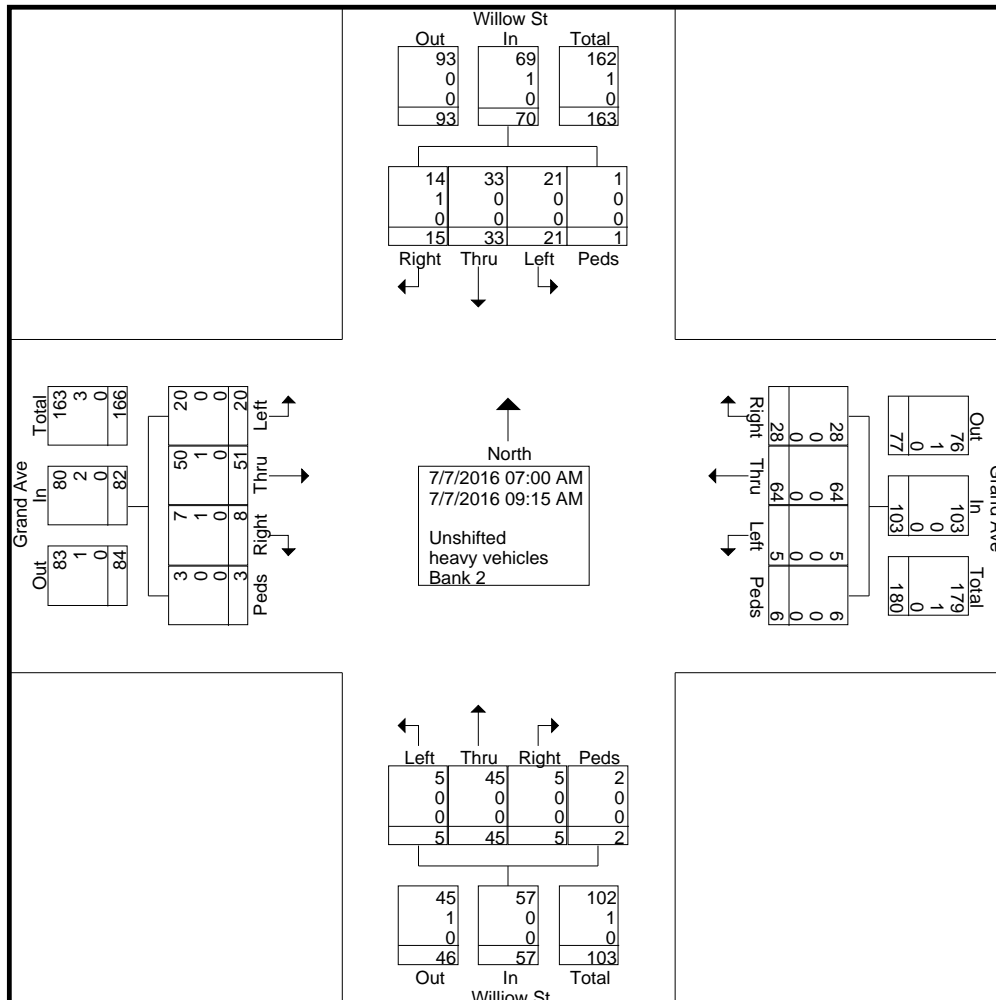 Willow St
Out In Total
93 69 162
0 1 1
0 0 0
93 70 163
14 33 21 1
1 0 0 0
0 0 0 0
15 33 21 1
Right Thru Left Peds
Grand Ave
Total In Out
163 3 0 166
80 2 0 82
83 1 0 84
20 0 0 20
50 1 0 51
7 1 0 8
3 0 0 3
Left Thru Right Peds
North
7/7/2016 07:00 AM
7/7/2016 09:15 AM
Unshifted
heavy vehicles
Bank 2
Right Thru Left Peds
28 0 0 28
64 0 0 64
5 0 0 5
6 0 0 6
Out In Total
76 1 0 77
103 0 0 103
179 1 0 180
Grand Ave
Left Thru Right Peds
5 45 5 2
0 0 0 0
0 0 0 0
5 45 5 2
45 57 102
1 0 1
0 0 0
46 57 103
Out In Total
Williow St